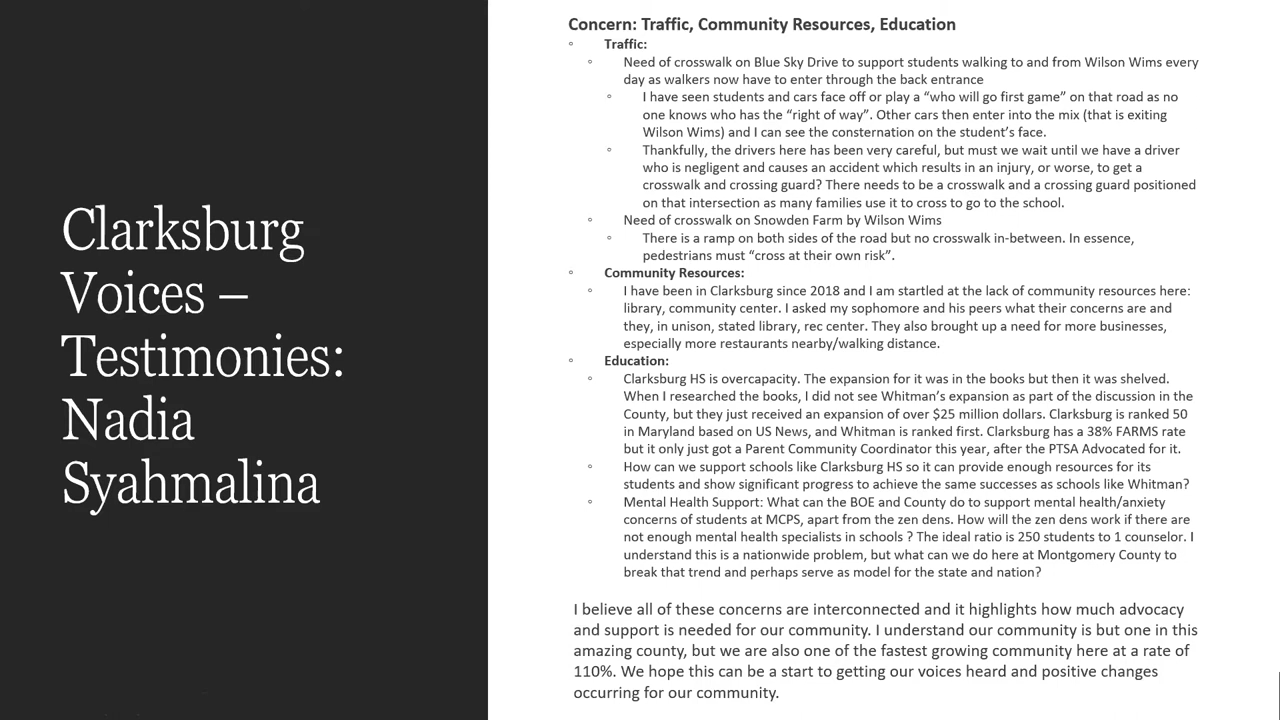 Clarksburg
Voices –
Testimonies:
Nadia
Syahmalina
Concern: Traffic, Community Resources, Education
Traffic:
Need of crosswalk on Blue Sky Drive to support students walking to and from Wilson Wims every
day as walkers now have to enter through the back entrance
I have seen students and cars face off or play a “who will go first game” on that road as no
one knows who has the “right of way”. Other cars then enter into the mix (that is exiting
Wilson Wims) and I can see the consternation on the student’s face.
Thankfully, the drivers here has been very careful, but must we wait until we have a driver
who is negligent and causes an accident which results in an injury, or worse, to get a
crosswalk and crossing guard? There needs to be a crosswalk and a crossing guard positioned
on that intersection as many families use it to cross to go to the school.
Need of crosswalk on Snowden Farm by Wilson Wims
There is a ramp on both sides of the road but no crosswalk in-between. In essence,
pedestrians must “cross at their own risk”.
Community Resources:
I have been in Clarksburg since 2018 and I am startled at the lack of community resources here:
library, community center. I asked my sophomore and his peers what their concerns are and
they, in unison, stated library, rec center. They also brought up a need for more businesses,
especially more restaurants nearby/walking distance.
Education:
Clarksburg HS is overcapacity. The expansion for it was in the books but then it was shelved.
When I researched the books, I did not see Whitman’s expansion as part of the discussion in the
County, but they just received an expansion of over $25 million dollars. Clarksburg is ranked 50
in Maryland based on US News, and Whitman is ranked first. Clarksburg has a 38% FARMS rate
but it only just got a Parent Community Coordinator this year, after the PTSA Advocated for it.
How can we support schools like Clarksburg HS so it can provide enough resources for its
students and show significant progress to achieve the same successes as schools like Whitman?
Mental Health Support: What can the BOE and County do to support mental health/anxiety
concerns of students at MCPS, apart from the zen dens. How will the zen dens work if there are
not enough mental health specialists in schools ? The ideal ratio is 250 students to 1 counselor. I
understand this is a nationwide problem, but what can we do here at Montgomery County to
break that trend and perhaps serve as model for the state and nation?
I believe all of these concerns are interconnected and it highlights how much advocacy
and support is needed for our community. I understand our community is but one in this
amazing county, but we are also one of the fastest growing community here at a rate of
110%. We hope this can be a start to getting our voices heard and positive changes
occurring for our community.